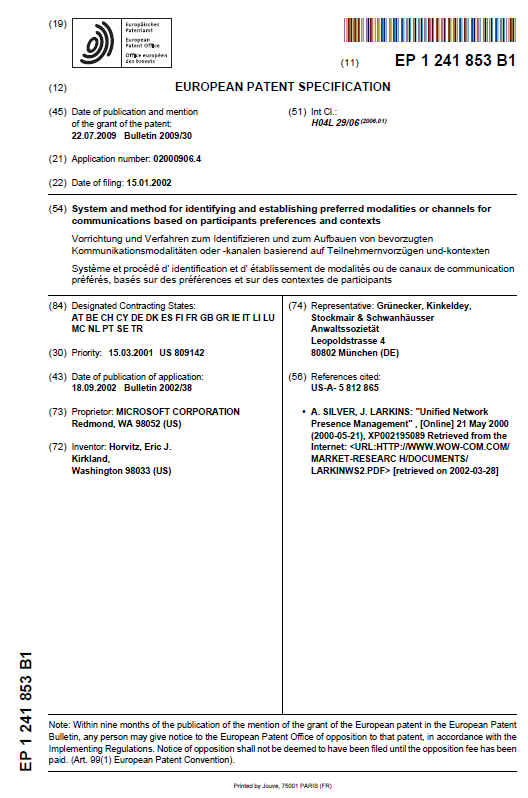 (19)
Europäisches
Patentamt
European
Patent Office
Office européen
des brevets
(11)
EP 1 241 853 B1
(12)
EUROPEAN PATENT SPECIFICATION
(45) Date of publication and mention
of the grant of the patent:
22.07.2009 Bulletin 2009/30
(21) Application number: 02000906.4
(22) Date of filing: 15.01.2002
(51) Int Cl.:
H04L 29/06 (2006.01)
(54) System and method for identifying and establishing preferred modalities or channels for
communications based on participants preferences and contexts
Vorrichtung und Verfahren zum Identifizieren und zum Aufbauen von bevorzugten
Kommunikationsmodalitäten oder -kanalen basierend auf Teilnehmervorzügen und-kontexten
Système et procédé d' identification et d' établissement de modalités ou de canaux de communication
préférés, basés sur des préférences et sur des contextes de participants
(84) Designated Contracting States:
AT BE CH CY DE DK ES FI FR GB GR IE IT LI LU
MC NL PT SE TR
(30) Priority: 15.03.2001 US 809142
(43) Date of publication of application:
18.09.2002 Bulletin 2002/38
(73) Proprietor: MICROSOFT CORPORATION
Redmond, WA 98052 (US)
(72) Inventor: Horvitz, Eric J.
Kirkland,
Washington 98033 (US)
(74) Representative: Grünecker, Kinkeldey,
Stockmair & Schwanhäusser
Anwaltssozietät
Leopoldstrasse 4
80802 München (DE)
(56) References cited:
US-A- 5 812 865
• A. SILVER, J. LARKINS: "Unified Network
Presence Management" , [Online] 21 May 2000
(2000-05-21), XP002195089 Retrieved from the
Internet: <URL:HTTP://WWW.WOW-COM.COM/
MARKET-RESEARC H/DOCUMENTS/
LARKINWS2.PDF> [retrieved on 2002-03-28]
EP 1 241 853 B1
Note: Within nine months of the publication of the mention of the grant of the European patent in the European Patent
Bulletin, any person may give notice to the European Patent Office of opposition to that patent, in accordance with the
Implementing Regulations. Notice of opposition shall not be deemed to have been filed until the opposition fee has been
paid. (Art. 99(1) European Patent Convention).
Printed by Jouve, 75001 PARIS (FR)